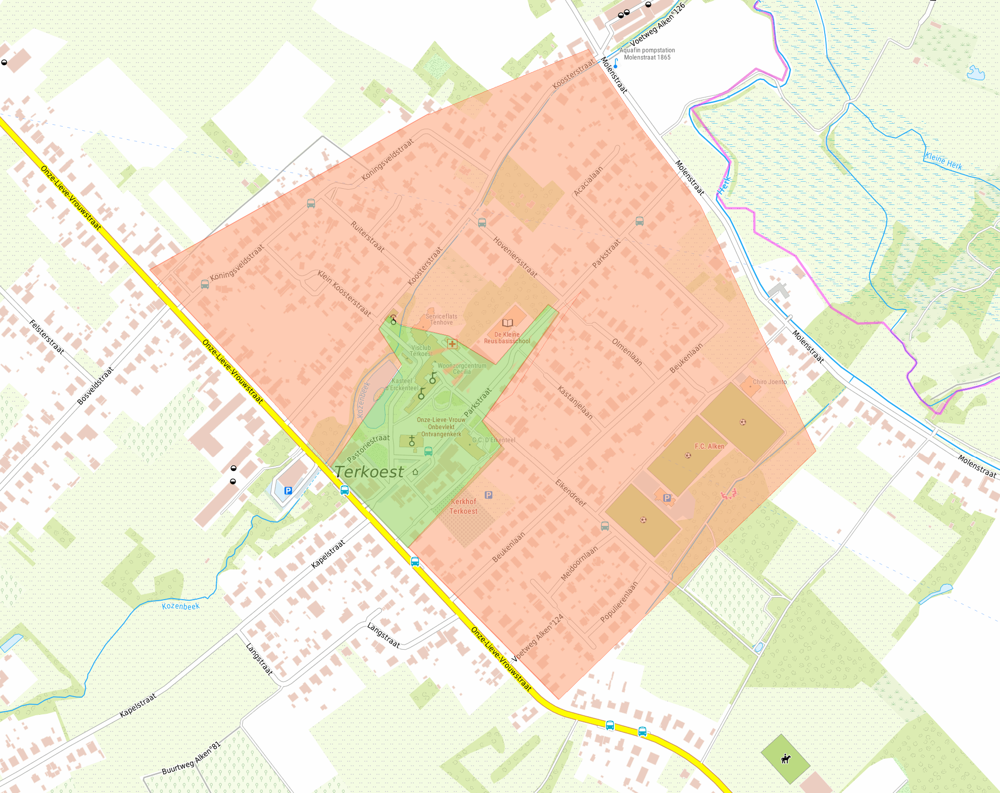 Voetweg Alken°126
Aquafin pompstation
Molenstraat 1865
Koosterstraat
Molenstraat
Koningsveldstraat
Kleine Herk
Onze-Lieve-Vrouwstraat
Acacialaan
Molenstraat
Herk
Ruiterstraat
Koningsveldstraat
Koosterstraat
Hoveniersstraat
Parkstraat
Klein Koosterstraat
Serviceflats
Tenhove
De Kleine
Reus basisschool
Felsterstraat
Olmenlaan
Beukenlaan
Molenstraat
Visclub
Terkoest
Woonzorgcentrum
Cecilia
Kasteel
d'Erckenteel
Onze-Lieve-Vrouwstraat
Bosveldstraat
Kozenbeek
Parkstraat
Kastanjelaan
Chiro Joento
Onze-Lieve-Vrouw
Onbevlekt
Ontvangenkerk
G.C. D'Erkenteel
Pastoriestraat
F.C. Alken
Terkoest
Molenstraat
P
P
P
Kerkhof
Terkoest
Eikendreef
Kapelstraat
Beukenlaan
Meidoornlaan
Populierenlaan
Kozenbeek
Langstraat
Voetweg Alken°124
Langstraat
Onze-Lieve-Vrouwstraat
Kapelstraat
Buurtweg Alken°81